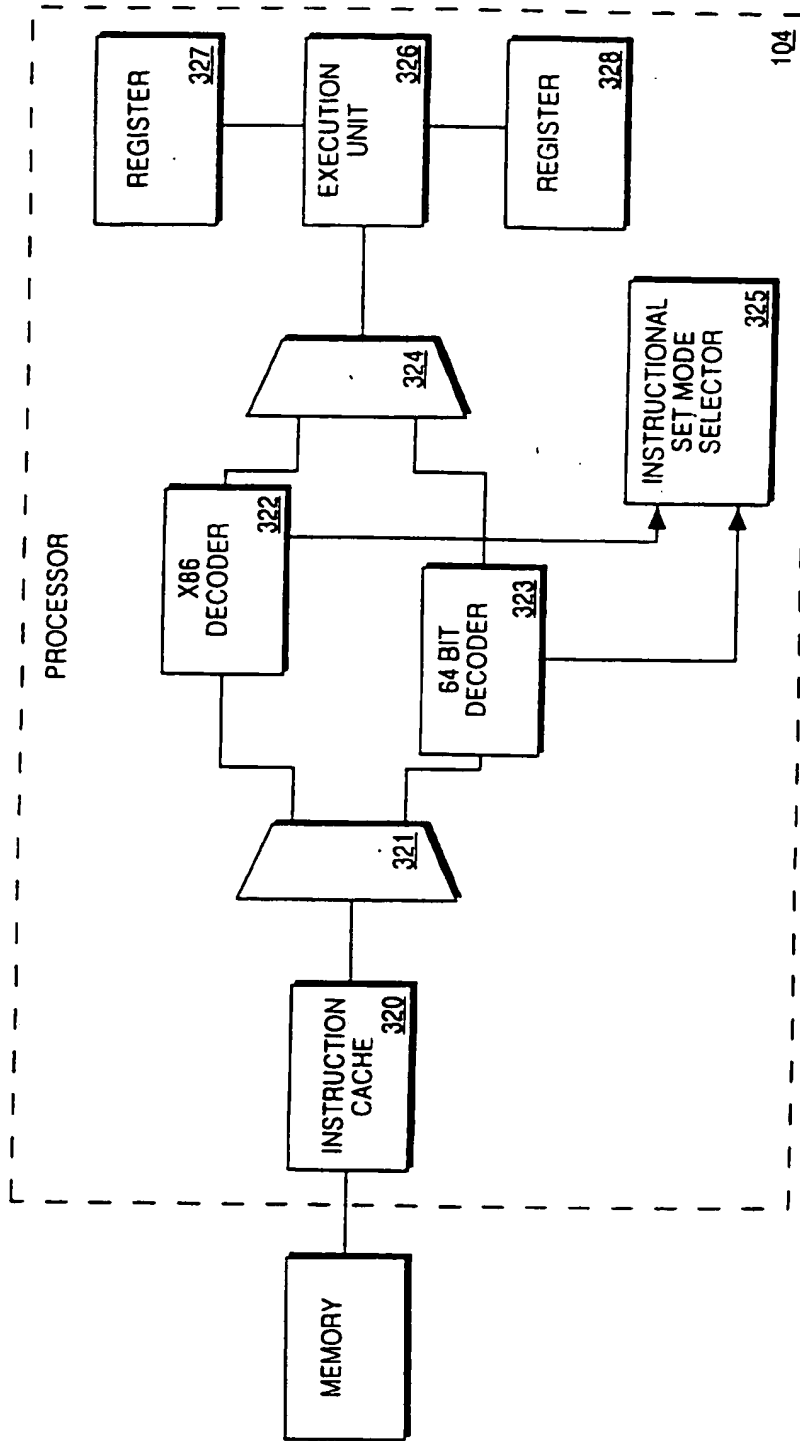 PROCESSOR
MEMORY
INSTRUCTION
CACHE
320
321
X86
DECODER
322
64 BIT
DECODER
323
324
INSTRUCTIONAL
SET MODE
SELECTOR
325
REGISTER
327
EXECUTION
UNIT
326
REGISTER
328
104